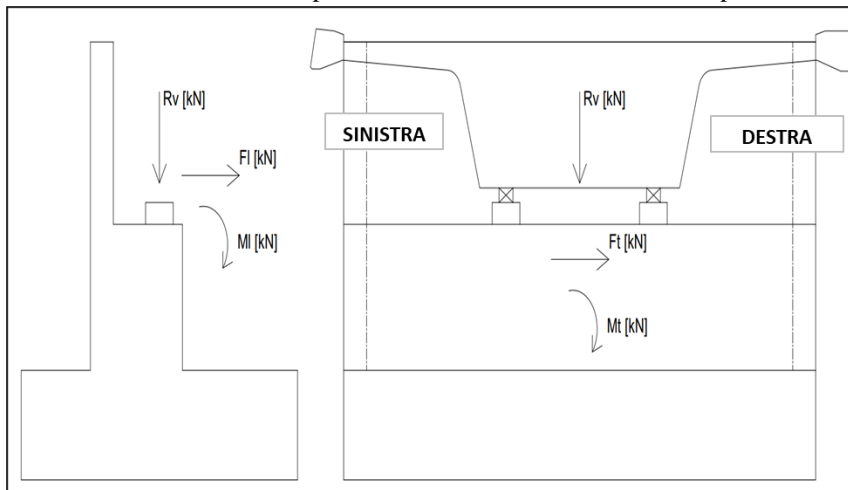 Rv [kN]
Fl [kN]
Ml [kN]
Rv [kN]
SINISTRA
DESTRA
Ft [kN]
Mt [kN]